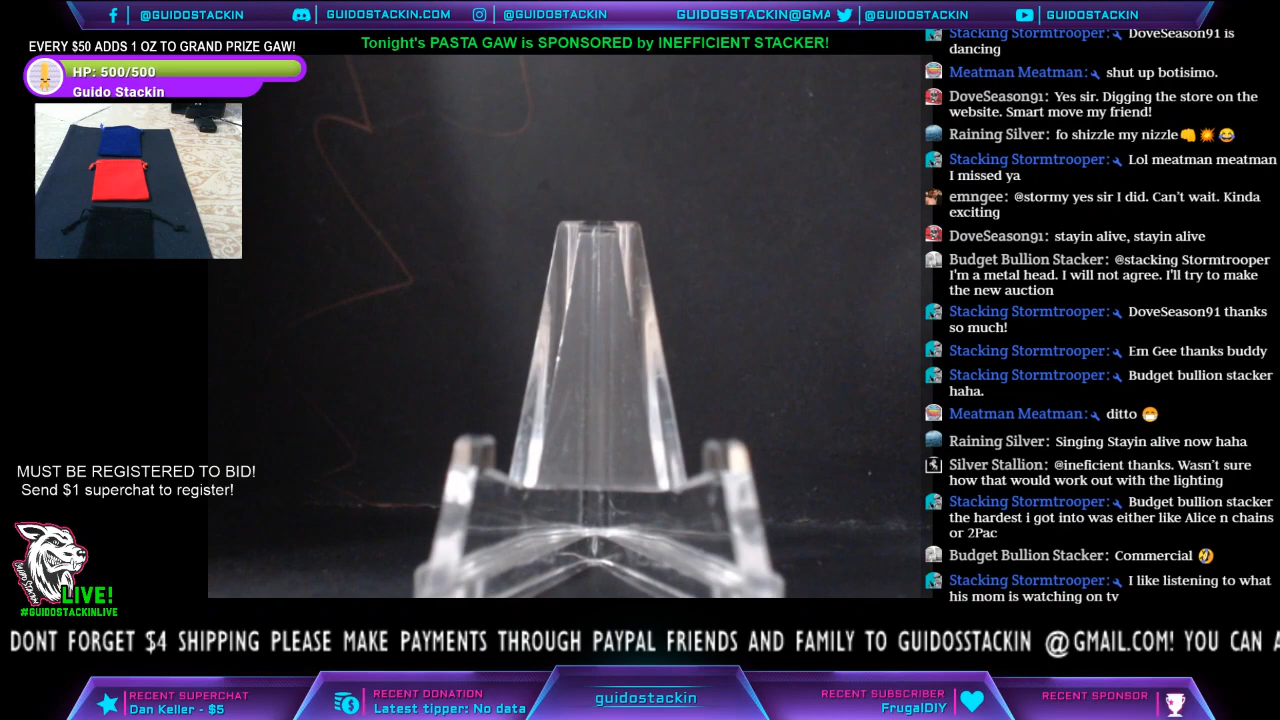 @GUIDOSTACKIN
GUIDOSTACKIN.COM
@GUIDOSTACKIN
GUIDOSSTACKIN@GMA
@GUIDOSTACKIN
GUIDOSTACKIN
EVERY $50 ADDS 1 OZ TO GRAND PRIZE GAW!
Tonight's PASTA GAW is SPONSORED by INEFFICIENT STACKER!
HP: 500/500
Guido Stackin
MUST BE REGISTERED TO BID!
Send $1 superchat to register!
GUIDO STACKIN
LIVE!
#GUIDOSTACKINLIVE
Stacking Stormtrooper: DoveSeason91 is
dancing
Meatman Meatman: shut up botisimo.
DoveSeason91: Yes sir. Digging the store on the
website. Smart move my friend!
Raining Silver: fo shizzle my nizzle👊 💥 😂
Stacking Stormtrooper: Lol meatman meatman
I missed ya
emngee: @stormy yes sir I did. Can't wait. Kinda
exciting
DoveSeason91: stayin alive, stayin alive
Budget Bullion Stacker: @stacking Stormtrooper
I'm a metal head. I will not agree. I'll try to make
the new auction
Stacking Stormtrooper: DoveSeason91 thanks
so much!
Stacking Stormtrooper: Em Gee thanks buddy
Stacking Stormtrooper: Budget bullion stacker
haha.
Meatman Meatman: ditto 😁
Raining Silver: Singing Stayin alive now haha
Silver Stallion: @ineficient thanks. Wasn't sure
how that would work out with the lighting
Stacking Stormtrooper: Budget bullion stacker
the hardest i got into was either like Alice n chains
or 2Pac
Budget Bullion Stacker: Commercial 🤣
Stacking Stormtrooper: I like listening to what
his mom is watching on tv
DONT FORGET $4 SHIPPING PLEASE MAKE PAYMENTS THROUGH PAYPAL FRIENDS AND FAMILY TO GUIDOSSTACKIN @GMAIL.COM! YOU CAN A
RECENT SUPERCHAT
Dan Keller - $5
RECENT DONATION
Latest tipper: No data
guidostackin
RECENT SUBSCRIBER
FrugalDIY
RECENT SPONSOR